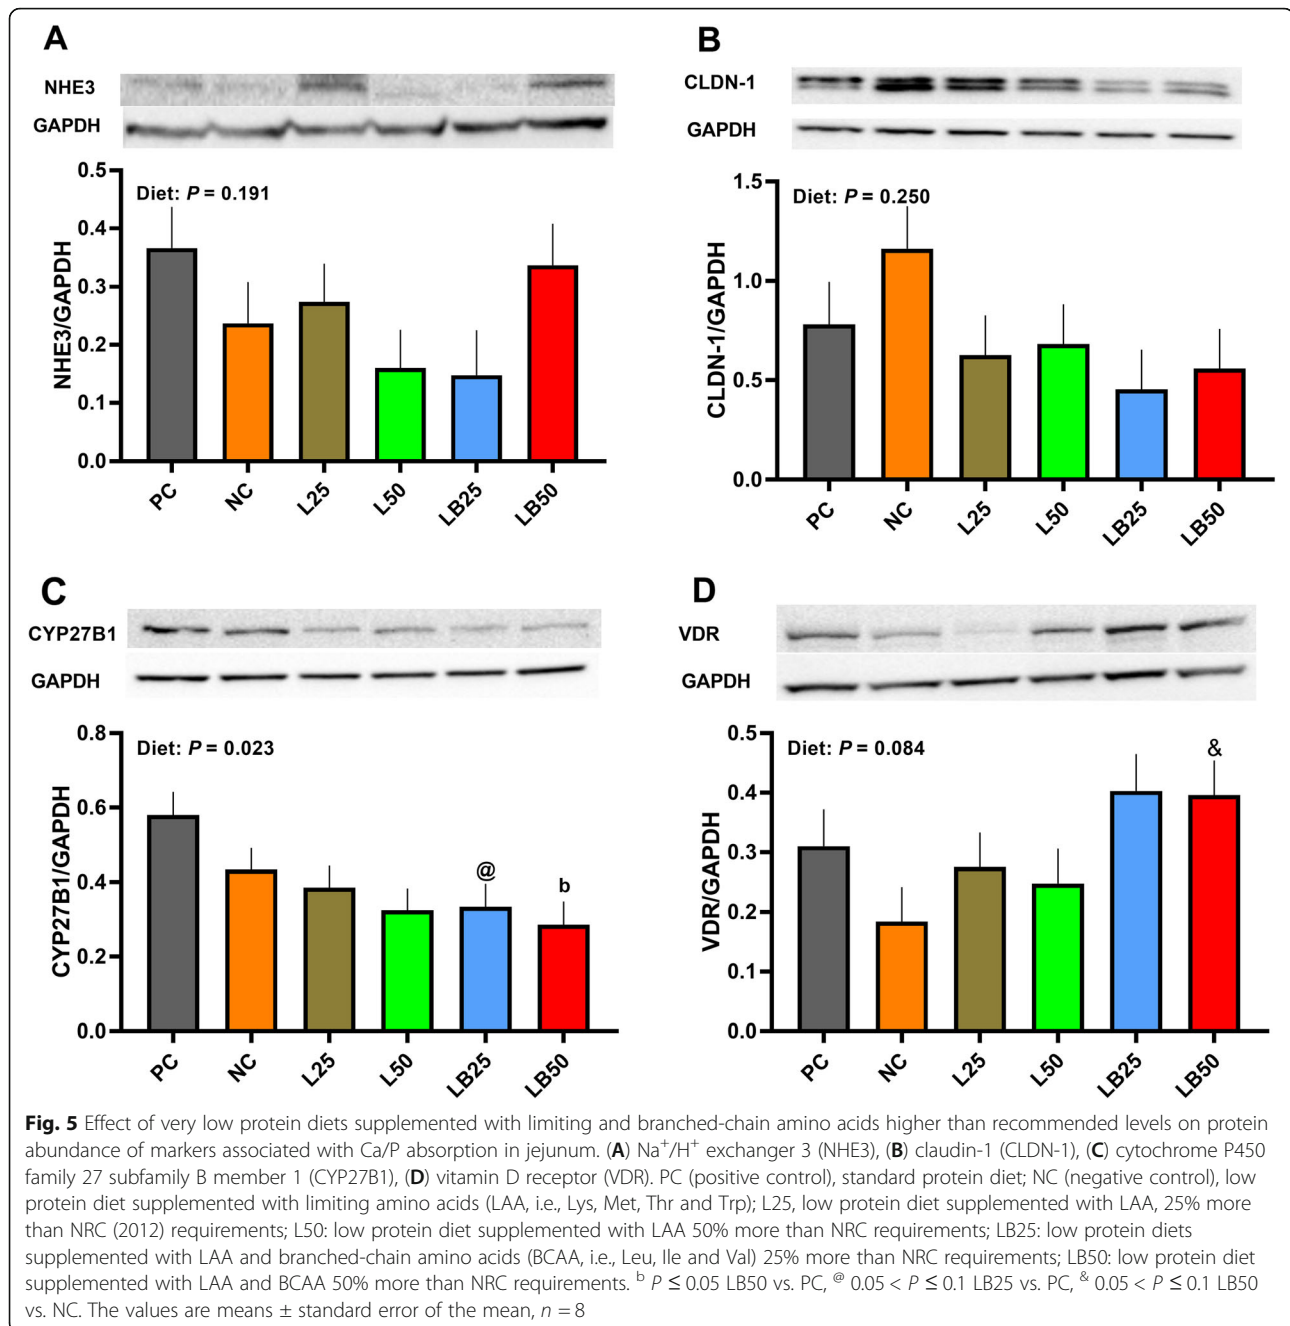 A
NHE3
GAPDH
0.5
0.4
0.3
0.2
0.1
0.0
NHE3/GAPDH
Diet: P = 0.191
PC
NC
L25
L50
LB25
LB50
B
CLDN-1
GAPDH
1.5
1.0
0.5
0.0
CLDN-1/GAPDH
Diet: P = 0.250
PC
NC
L25
L50
LB25
LB50
C
CYP27B1
GAPDH
0.8
0.6
0.4
0.2
0.0
CYP27B1/GAPDH
Diet: P = 0.023
@
b
PC
NC
L25
L50
LB25
LB50
D
VDR
GAPDH
0.5
0.4
0.3
0.2
0.1
0.0
VDR/GAPDH
Diet: P = 0.084
&
PC
NC
L25
L50
LB25
LB50
Fig. 5 Effect of very low protein diets supplemented with limiting and branched-chain amino acids higher than recommended levels on protein
abundance of markers associated with Ca/P absorption in jejunum. (A) Na⁺/H⁺ exchanger 3 (NHE3), (B) claudin-1 (CLDN-1), (C) cytochrome P450
family 27 subfamily B member 1 (CYP27B1), (D) vitamin D receptor (VDR). PC (positive control), standard protein diet; NC (negative control), low
protein diet supplemented with limiting amino acids (LAA, i.e., Lys, Met, Thr and Trp); L25, low protein diet supplemented with LAA, 25% more
than NRC (2012) requirements; L50: low protein diet supplemented with LAA 50% more than NRC requirements; LB25: low protein diets
supplemented with LAA and branched-chain amino acids (BCAA, i.e., Leu, Ile and Val) 25% more than NRC requirements; LB50: low protein diet
supplemented with LAA and BCAA 50% more than NRC requirements. ᵇ P ≤ 0.05 LB50 vs. PC, @ 0.05 < P ≤ 0.1 LB25 vs. PC, & 0.05 < P ≤ 0.1 LB50
vs. NC. The values are means ± standard error of the mean, n = 8